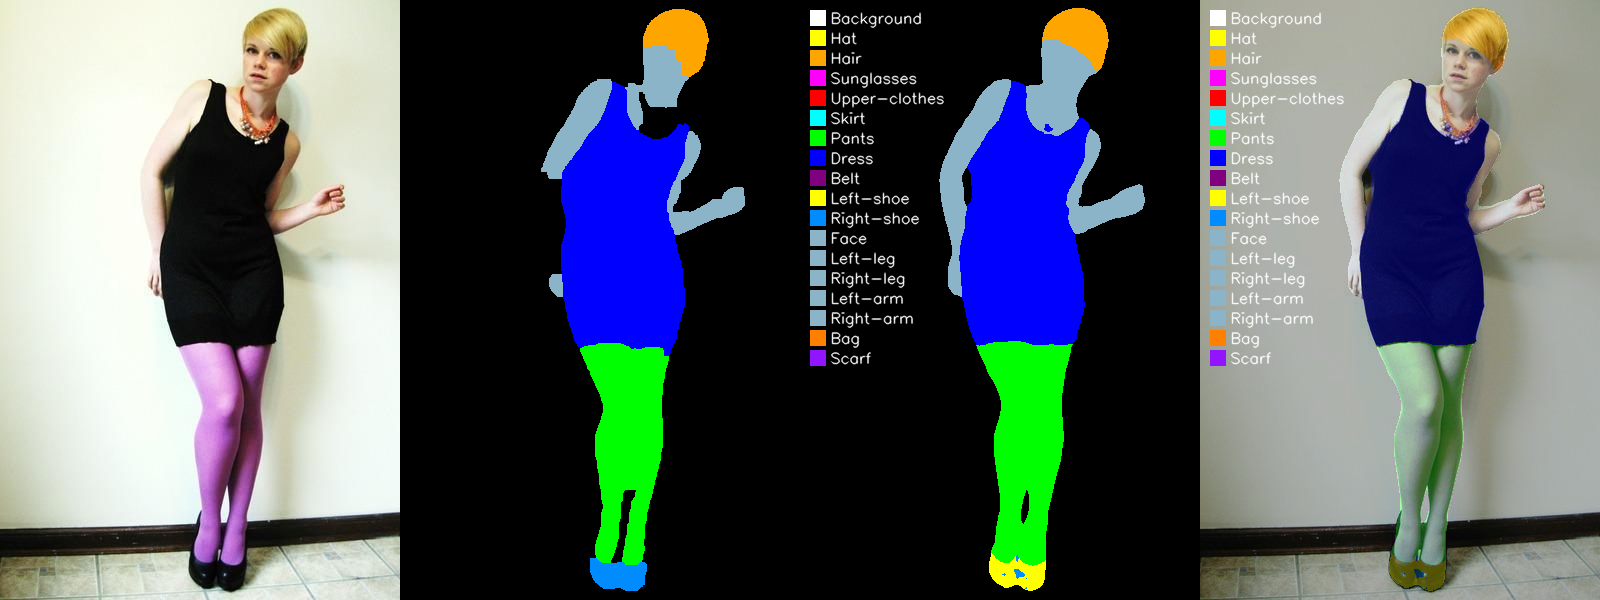 Background
Hat
Hair
Sunglasses
Upper-clothes
Skirt
Pants
Dress
Belt
Left-shoe
Right-shoe
Face
Left-leg
Right-leg
Left-arm
Right-arm
Bag
Scarf
Background
Hat
Hair
Sunglasses
Upper-clothes
Skirt
Pants
Dress
Belt
Left-shoe
Right-shoe
Face
Left-leg
Right-leg
Left-arm
Right-arm
Bag
Scarf